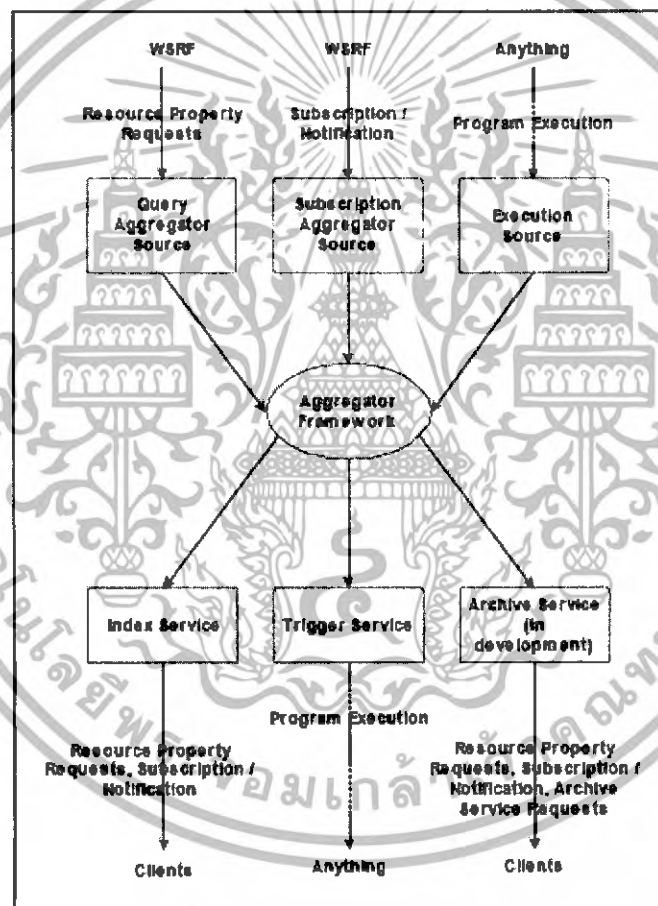 WSRF
WSRF
Anything
Resource Property
Requests
Subscription /
Notification
Program Execution
Query
Aggregator
Source
Subscription
Aggregator
Source
Execution
Source
Aggregator
Framework
Index Service
Trigger Service
Archive Service
(in
development)
Program Execution
Resource Property
Requests, Subscription /
Notification
Resource Property
Requests, Subscription /
Notification, Archive
Service Requests
Clients
Anything
Clients